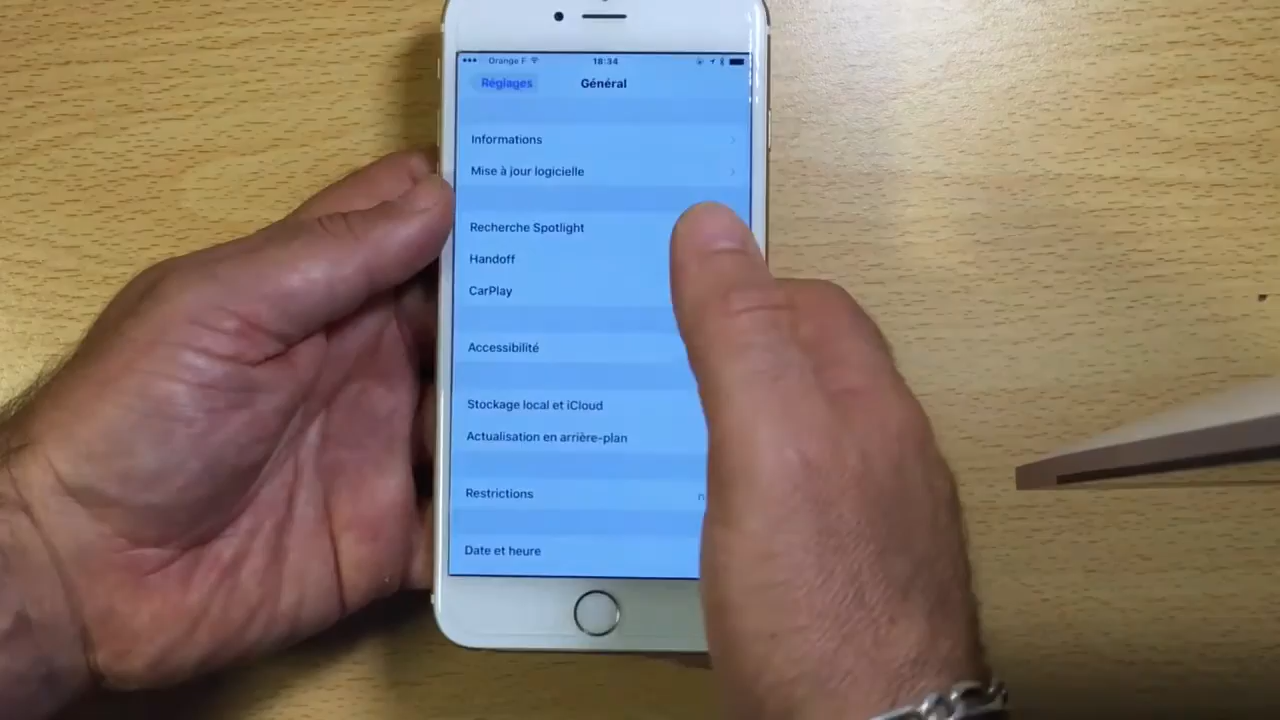 Orange F 18:34
Réglages Général
Informations
Mise à jour logicielle
Recherche Spotlight
Handoff
CarPlay
Accessibilité
Stockage local et iCloud
Actualisation en arrière-plan
Restrictions
Date et heure